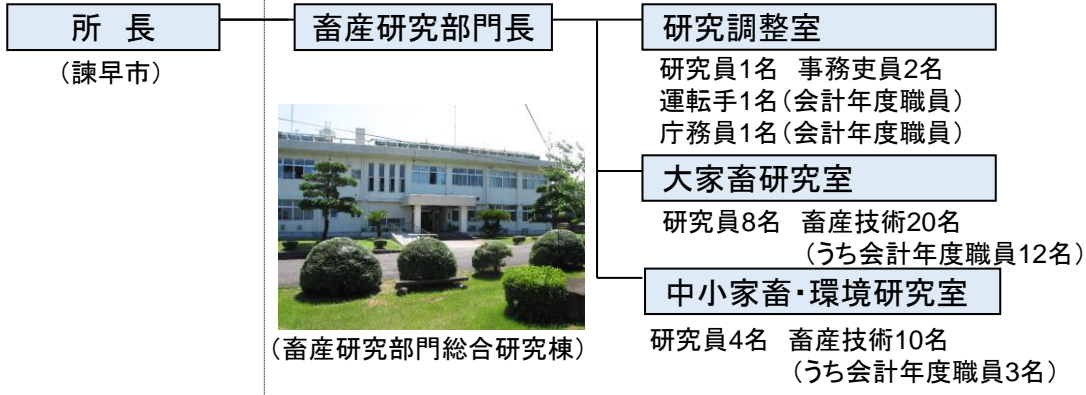 所　長
（諫早市）
畜産研究部門長
（畜産研究部門総合研究棟）
研究調整室
研究員1名　事務吏員2名
運転手1名（会計年度職員）
庁務員1名（会計年度職員）
大家畜研究室
研究員8名　畜産技術20名
（うち会計年度職員12名）
中小家畜・環境研究室
研究員4名　畜産技術10名
（うち会計年度職員3名）